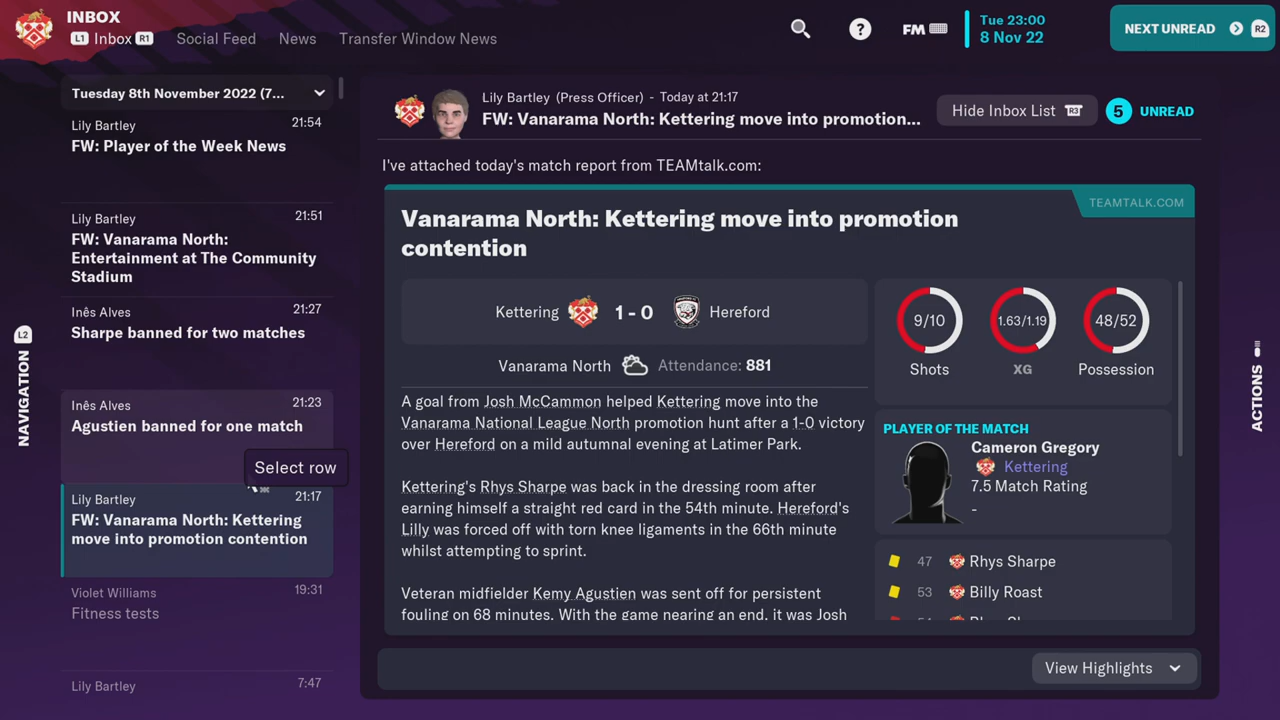 INBOX
L1 Inbox R1 Social Feed News Transfer Window News
FM
Tue 23:00
8 Nov 22
NEXT UNREAD R2
NAVIGATION L2
Tuesday 8th November 2022 (7...
Lily Bartley 21:54
FW: Player of the Week News
Lily Bartley 21:51
FW: Vanarama North:
Entertainment at The Community
Stadium
Inês Alves 21:27
Sharpe banned for two matches
Inês Alves 21:23
Agustien banned for one match
Select row
Lily Bartley 21:17
FW: Vanarama North: Kettering
move into promotion contention
Violet Williams 19:31
Fitness tests
Lily Bartley 7:47
Lily Bartley (Press Officer) - Today at 21:17
FW: Vanarama North: Kettering move into promotion...
Hide Inbox List R3
5 UNREAD
I've attached today's match report from TEAMtalk.com:
TEAMTALK.COM
Vanarama North: Kettering move into promotion
contention
Kettering 1 - 0 Hereford
Vanarama North Attendance: 881
A goal from Josh McCammon helped Kettering move into the
Vanarama National League North promotion hunt after a 1-0 victory
over Hereford on a mild autumnal evening at Latimer Park.
Kettering's Rhys Sharpe was back in the dressing room after
earning himself a straight red card in the 54th minute. Hereford's
Lilly was forced off with torn knee ligaments in the 66th minute
whilst attempting to sprint.
Veteran midfielder Kemy Agustien was sent off for persistent
fouling on 68 minutes. With the game nearing an end, it was Josh
9/10 1.63/1.19 48/52
Shots XG Possession
PLAYER OF THE MATCH
Cameron Gregory
Kettering
7.5 Match Rating
-
47 Rhys Sharpe
53 Billy Roast
View Highlights
ACTIONS